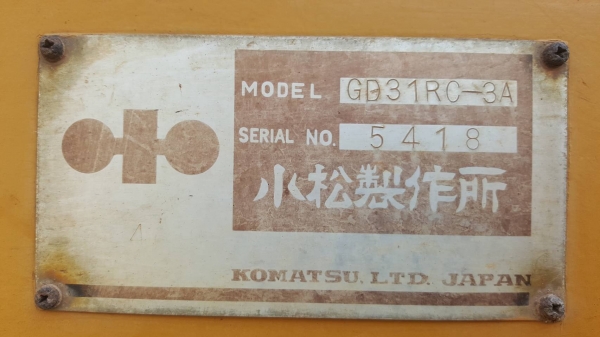 MODEL GD31RC-3A
SERIAL NO. 5418
小松製作所
KOMATSU. LTD. JAPAN